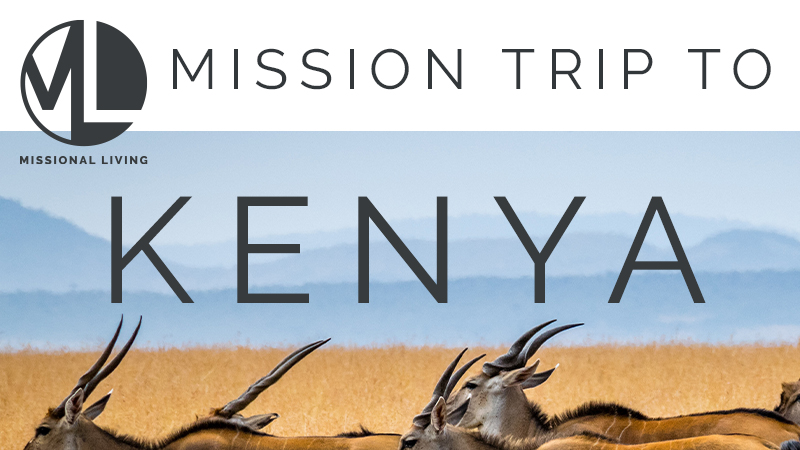 MISSION TRIP TO
ML
MISSIONAL LIVING
KENYA